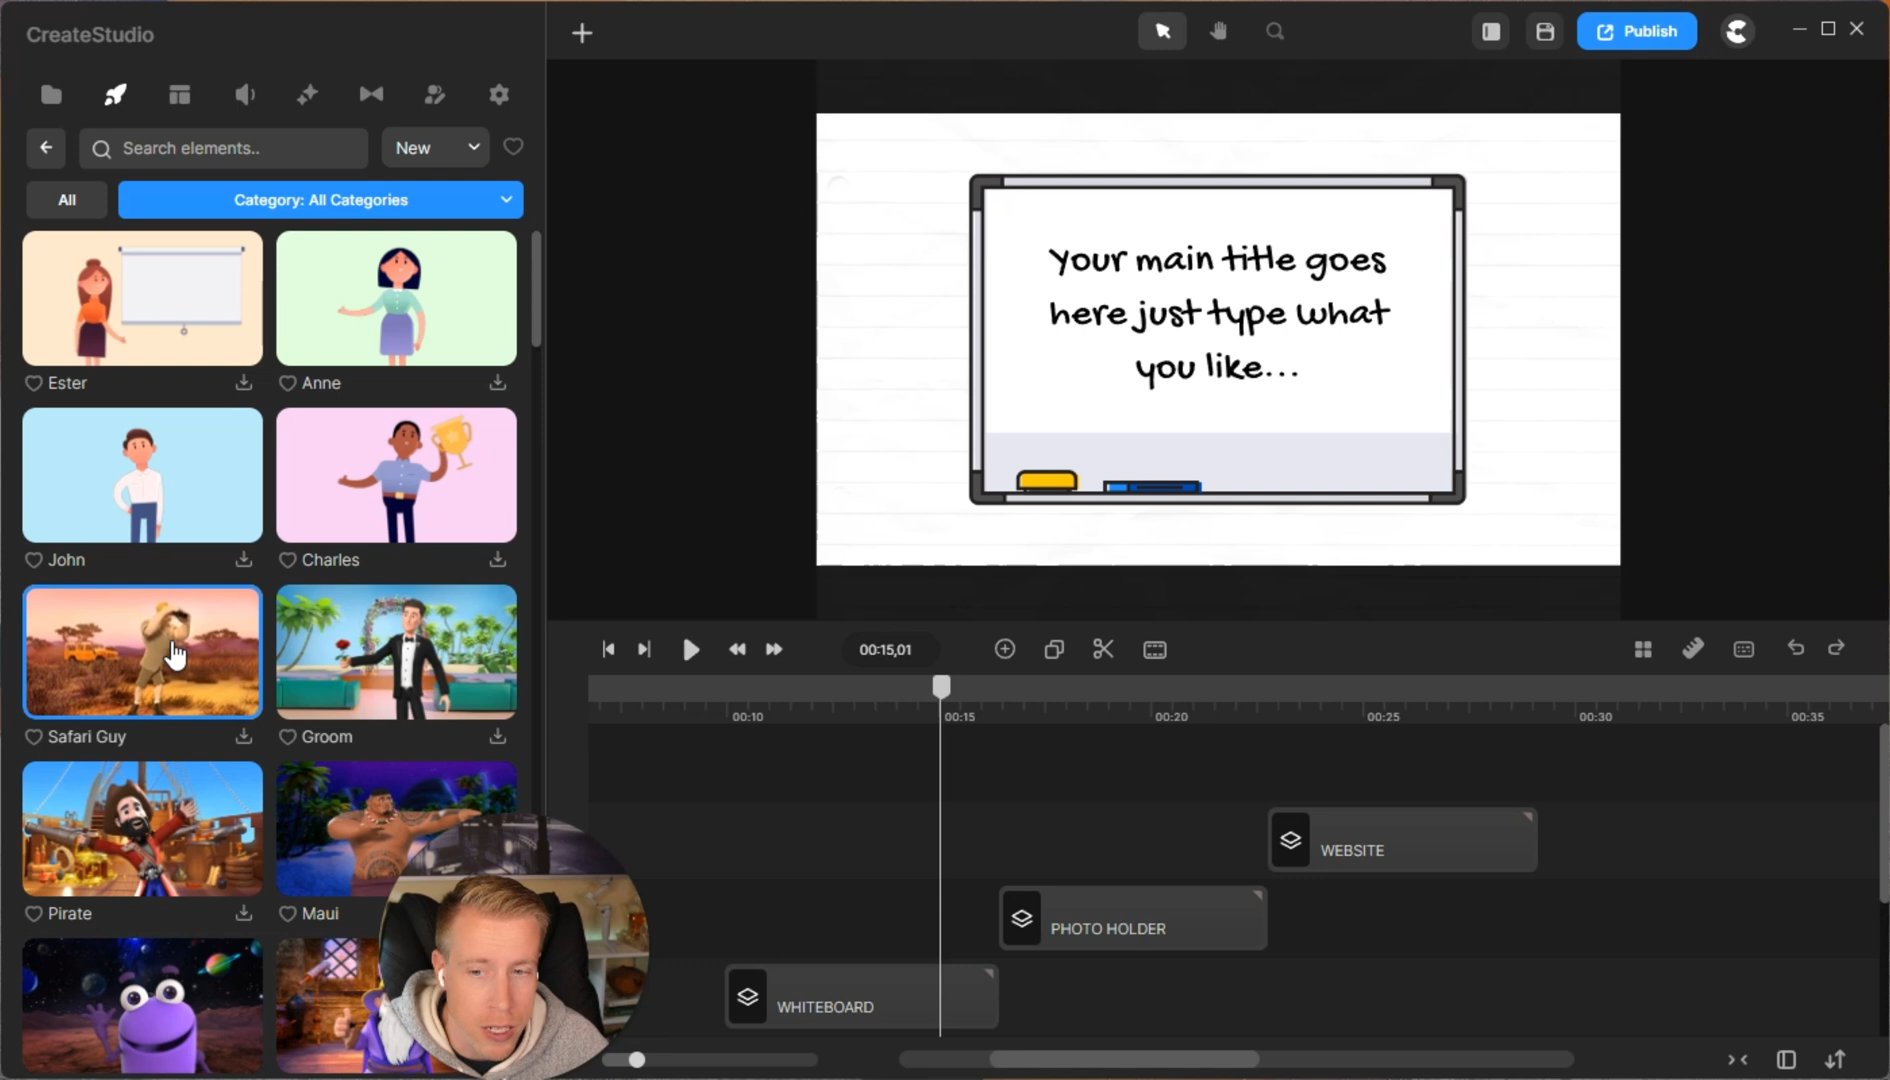 CreateStudio
Publish
Search elements..
New
All
Category: All Categories
Ester
Anne
John
Charles
Safari Guy
Groom
Pirate
Maui
Your main title goes
here just type what
you like...
00:15,01
00:10
00:15
00:20
00:25
00:30
00:35
WEBSITE
PHOTO HOLDER
WHITEBOARD